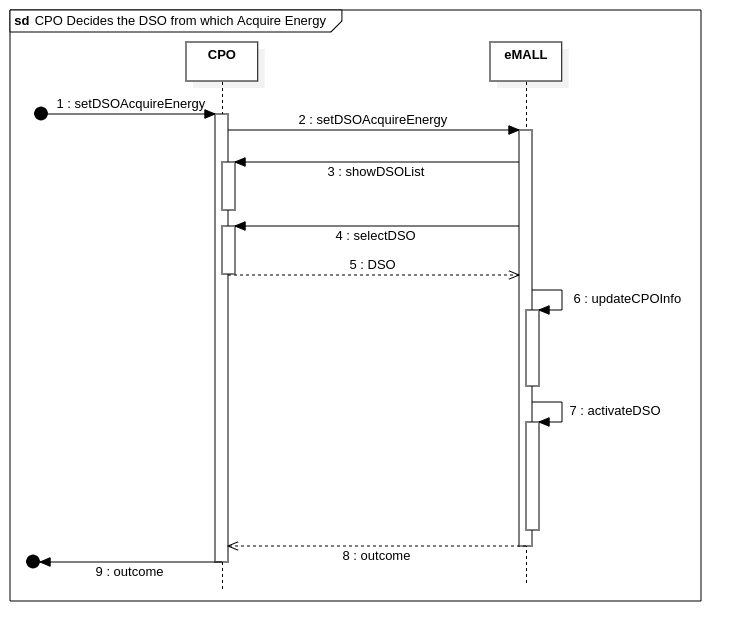 sd CPO Decides the DSO from which Acquire Energy
CPO
eMALL
1 : setDSOAcquireEnergy
2 : setDSOAcquireEnergy
3 : showDSOList
4 : selectDSO
5 : DSO
6 : updateCPOInfo
7 : activateDSO
8 : outcome
9 : outcome